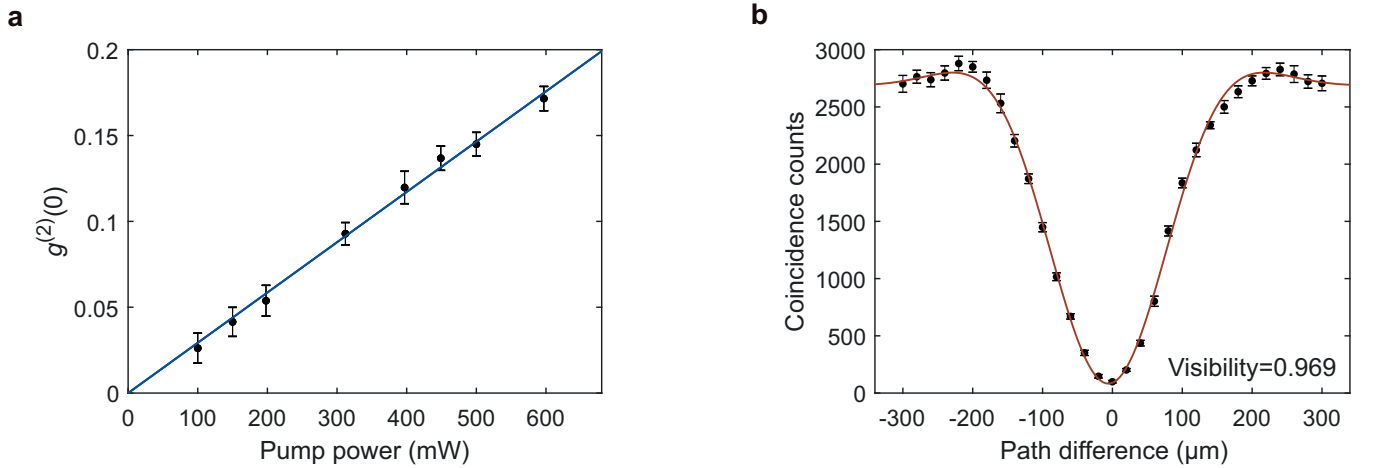 a
0.2
0.15
0.1
0.05
0
g(2)(0)
0 100 200 300 400 500 600
Pump power (mW)
b
3000
2500
2000
1500
1000
500
0
Coincidence counts
Visibility=0.969
-300 -200 -100 0 100 200 300
Path difference (µm)